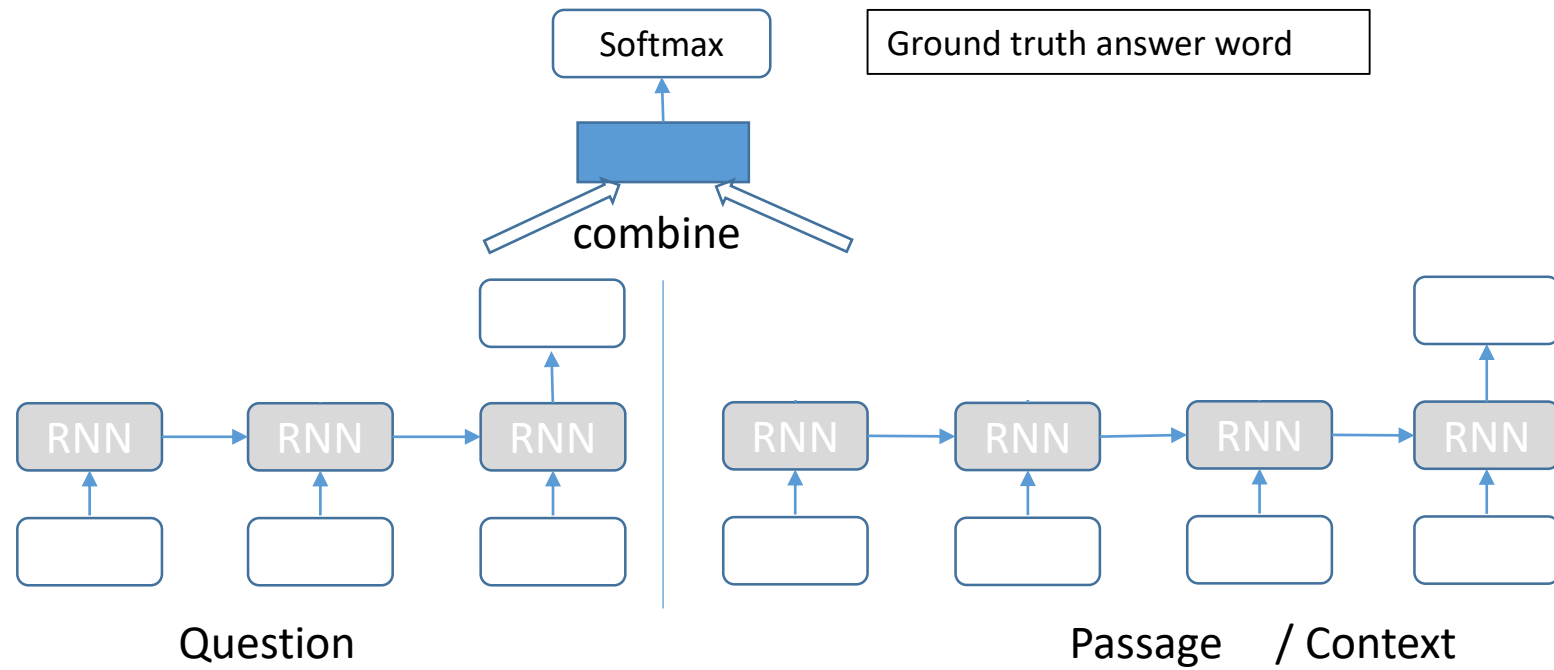 Softmax
Ground truth answer word
combine
RNN RNN RNN RNN RNN RNN RNN
Question
Passage / Context